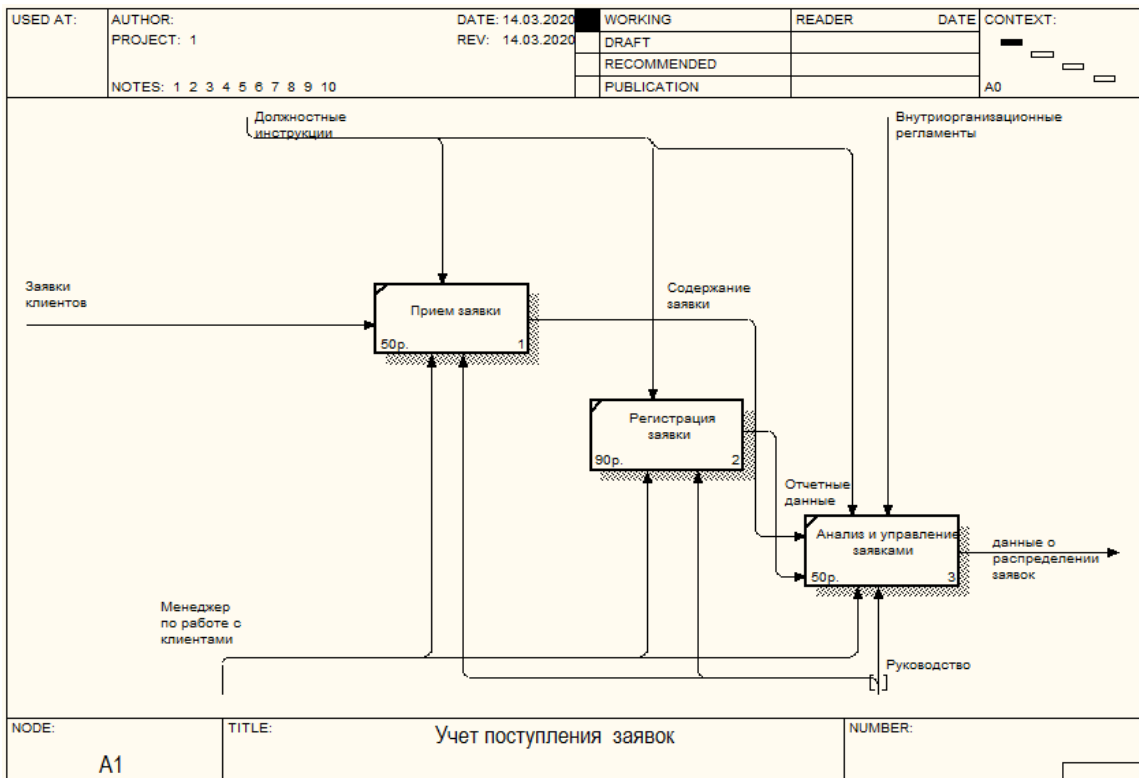 USED AT:
AUTHOR:
DATE: 14.03.2020
PROJECT: 1
REV: 14.03.2020
NOTES: 1 2 3 4 5 6 7 8 9 10
WORKING
DRAFT
RECOMMENDED
PUBLICATION
READER
DATE
CONTEXT:
A0
Должностные
инструкции
Внутриорганизационные
регламенты
Заявки
клиентов
Прием заявки
50р.
1
Содержание
заявки
Регистрация
заявки
90р.
2
Отчетные
данные
Анализ и управление
заявками
50р.
3
данные о
распределении
заявок
Менеджер
по работе с
клиентами
Руководство
NODE:
A1
TITLE:
Учет поступления заявок
NUMBER: